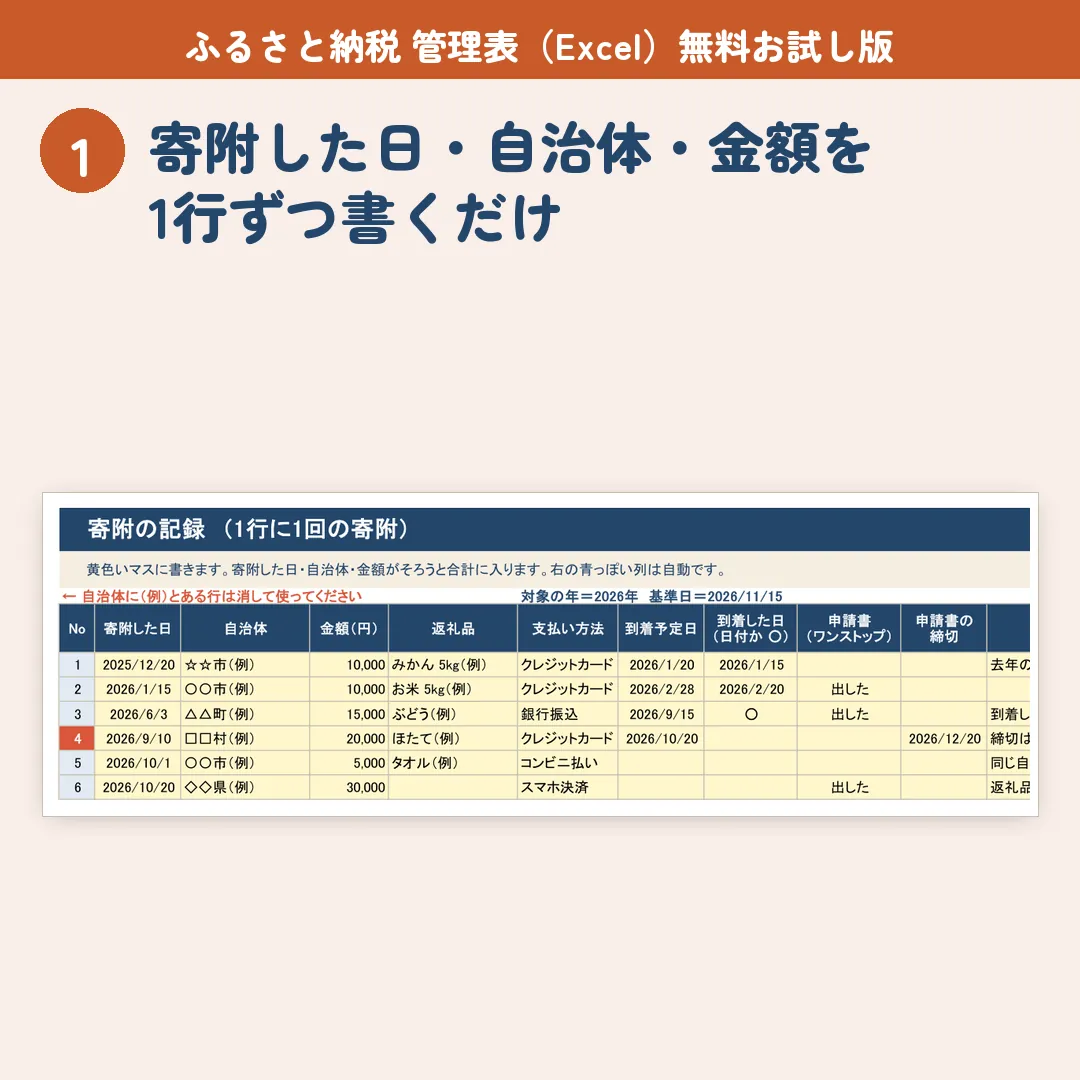 ふるさと納税 管理表（Excel）無料お試し版
1 寄附した日・自治体・金額を
1行ずつ書くだけ
寄附の記録 （1行に1回の寄附）
黄色いマスに書きます。寄附した日・自治体・金額がそろうと合計に入ります。右の青っぽい列は自動です。
← 自治体に（例）とある行は消して使ってください 対象の年＝2026年 基準日＝2026/11/15
No 寄附した日 自治体 金額（円） 返礼品 支払い方法 到着予定日 到着した日（日付か 〇） 申請書（ワンストップ） 申請書の締切
1 2025/12/20 ☆☆市（例） 10,000 みかん 5kg（例） クレジットカード 2026/1/20 2026/1/15 去年の
2 2026/1/15 〇〇市（例） 10,000 お米 5kg（例） クレジットカード 2026/2/28 2026/2/20 出した
3 2026/6/3 △△町（例） 15,000 ぶどう（例） 銀行振込 2026/9/15 〇 出した 到着し
4 2026/9/10 □□村（例） 20,000 ほたて（例） クレジットカード 2026/10/20 2026/12/20 締切は
5 2026/10/1 〇〇市（例） 5,000 タオル（例） コンビニ払い 同じ自
6 2026/10/20 ◇◇県（例） 30,000 スマホ決済 出した 返礼品